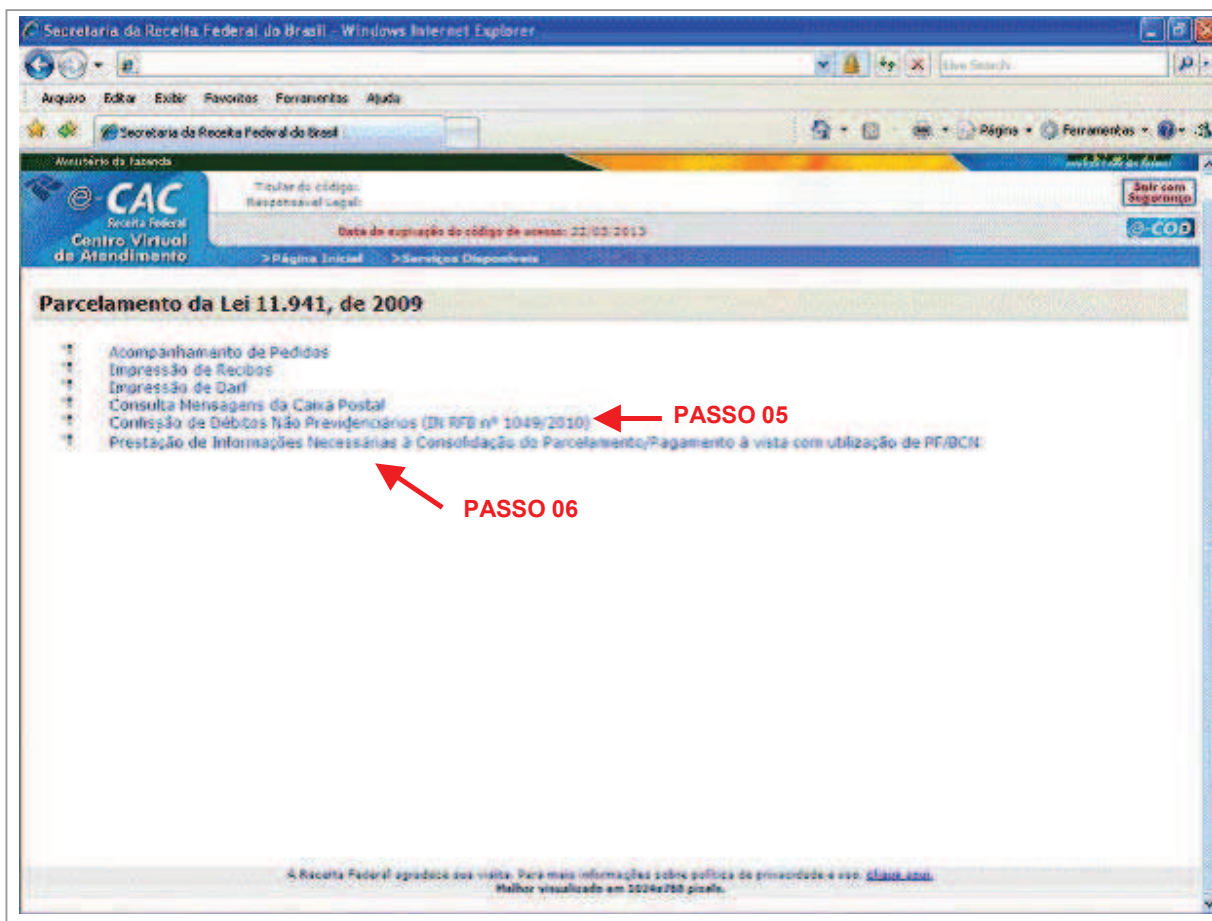 Secretaria da Receita Federal do Brasil - Windows Internet Explorer
Live Search
Arquivo Editar Exibir Favoritos Ferramentas Ajuda
Secretaria da Receita Federal do Brasil
Página Ferramentas
Ministério da Fazenda
e-CAC
Receita Federal
Centro Virtual
de Atendimento
Titular do código:
Responsável Legal:
Sair com
Segurança
Data de expiração do código de acesso: 22/03/2013
e-COD
>Página Inicial >Serviços Disponíveis
Parcelamento da Lei 11.941, de 2009
Acompanhamento de Pedidos
Impressão de Recibos
Impressão de Darf
Consulta Mensagens da Caixa Postal
Confissão de Débitos Não Previdenciários (IN RFB nº 1049/2010)
PASSO 05
Prestação de Informações Necessárias à Consolidação do Parcelamento/Pagamento à vista com utilização de PF/BCN
PASSO 06
A Receita Federal agradece sua visita. Para mais informações sobre política de privacidade e uso, clique aqui.
Melhor visualizado em 1024x768 pixels.